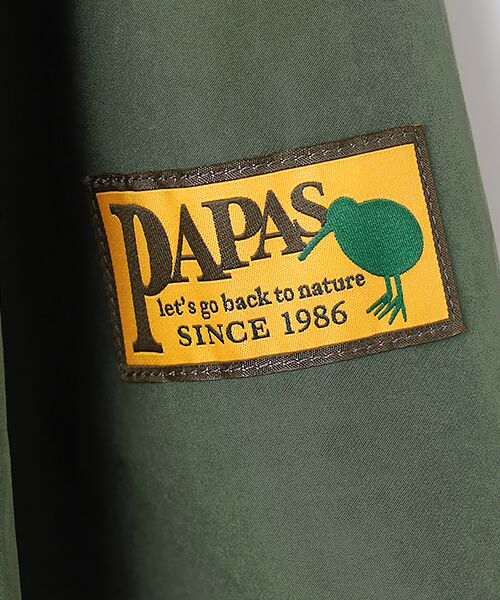 PAPAS
let's go back to nature
SINCE 1986